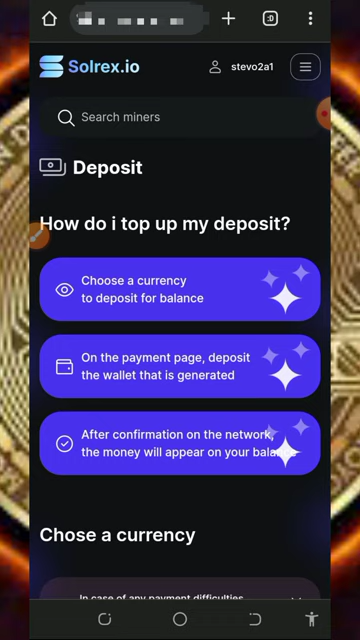 :D
Solrex.io
stevo2a1
Search miners
Deposit
How do i top up my deposit?
Choose a currency
to deposit for balance
On the payment page, deposit
the wallet that is generated
After confirmation on the network,
the money will appear on your balance
Chose a currency
In case of any payment difficulties